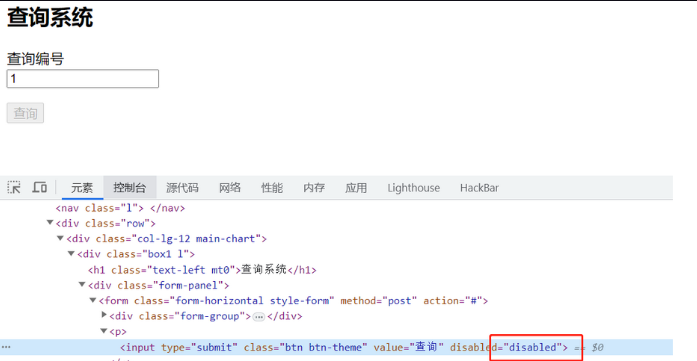 查询系统
查询编号
1
查询
元素 控制台 源代码 网络 性能 内存 应用 Lighthouse HackBar
<nav class="l"> </nav>
▼<div class="row">
▼<div class="col-lg-12 main-chart">
▼<div class="box1 l">
<h1 class="text-left mt0">查询系统</h1>
▼<div class="form-panel">
▼<form class="form-horizontal style-form" method="post" action="#">
▶<div class="form-group">…</div>
▼<p>
… <input type="submit" class="btn btn-theme" value="查询" disabled="disabled"> == $0